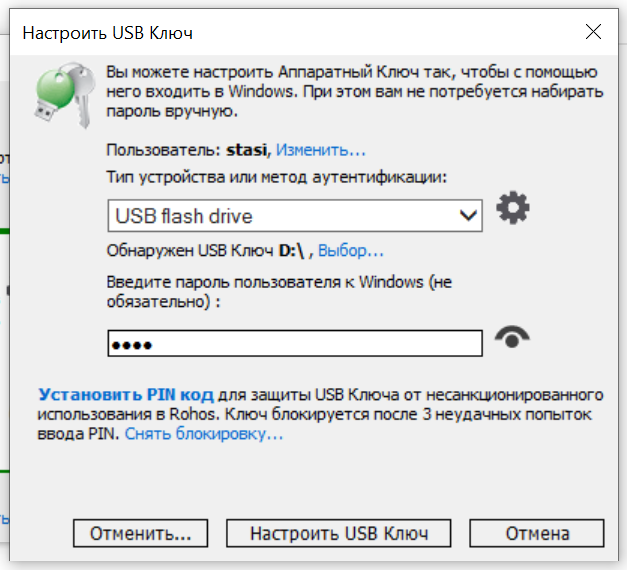 Настроить USB Ключ
Вы можете настроить Аппаратный Ключ так, чтобы с помощью
него входить в Windows. При этом вам не потребуется набирать
пароль вручную.
Пользователь: stasi, Изменить...
Тип устройства или метод аутентификации:
USB flash drive
Обнаружен USB Ключ D:\ , Выбор...
Введите пароль пользователя к Windows (не
обязательно) :
••••
Установить PIN код для защиты USB Ключа от несанкционированного
использования в Rohos. Ключ блокируется после 3 неудачных попыток
ввода PIN. Снять блокировку...
Отменить...
Настроить USB Ключ
Отмена